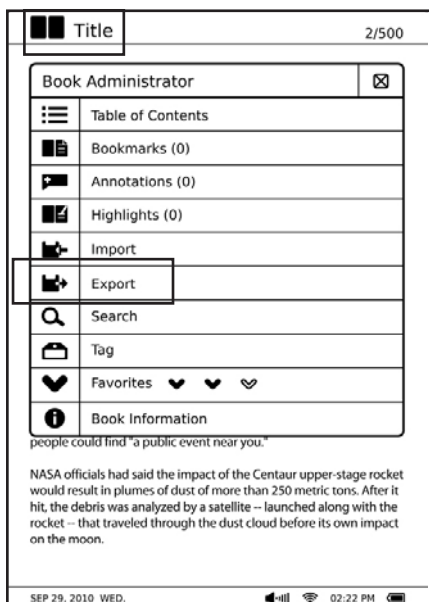 Title
2/500
Book Administrator
Table of Contents
Bookmarks (0)
Annotations (0)
Highlights (0)
Import
Export
Search
Tag
Favorites
Book Information
people could find "a public event near you."
NASA officials had said the impact of the Centaur upper-stage rocket
would result in plumes of dust of more than 250 metric tons. After it
hit, the debris was analyzed by a satellite -- launched along with the
rocket -- that traveled through the dust cloud before its own impact
on the moon.
SEP 29, 2010 WED.
02:22 PM